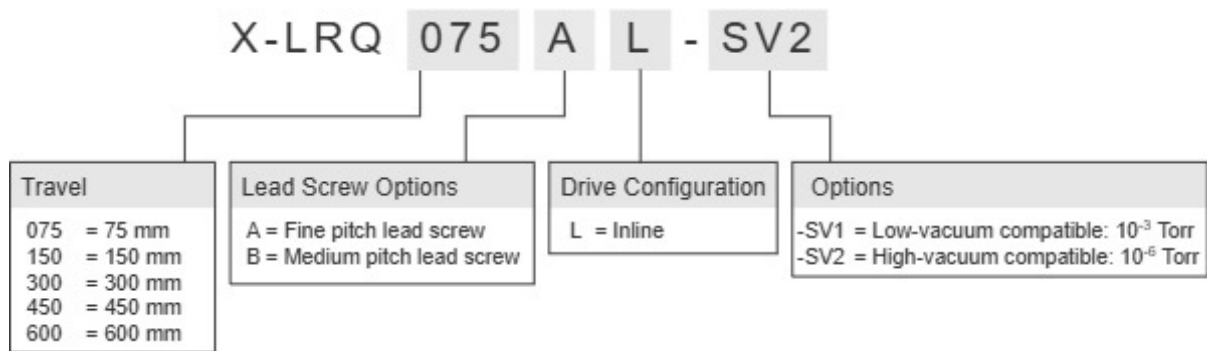 X-LRQ 075 A L - SV2
Travel
075 = 75 mm
150 = 150 mm
300 = 300 mm
450 = 450 mm
600 = 600 mm
Lead Screw Options
A = Fine pitch lead screw
B = Medium pitch lead screw
Drive Configuration
L = Inline
Options
-SV1 = Low-vacuum compatible: 10⁻³ Torr
-SV2 = High-vacuum compatible: 10⁻⁶ Torr